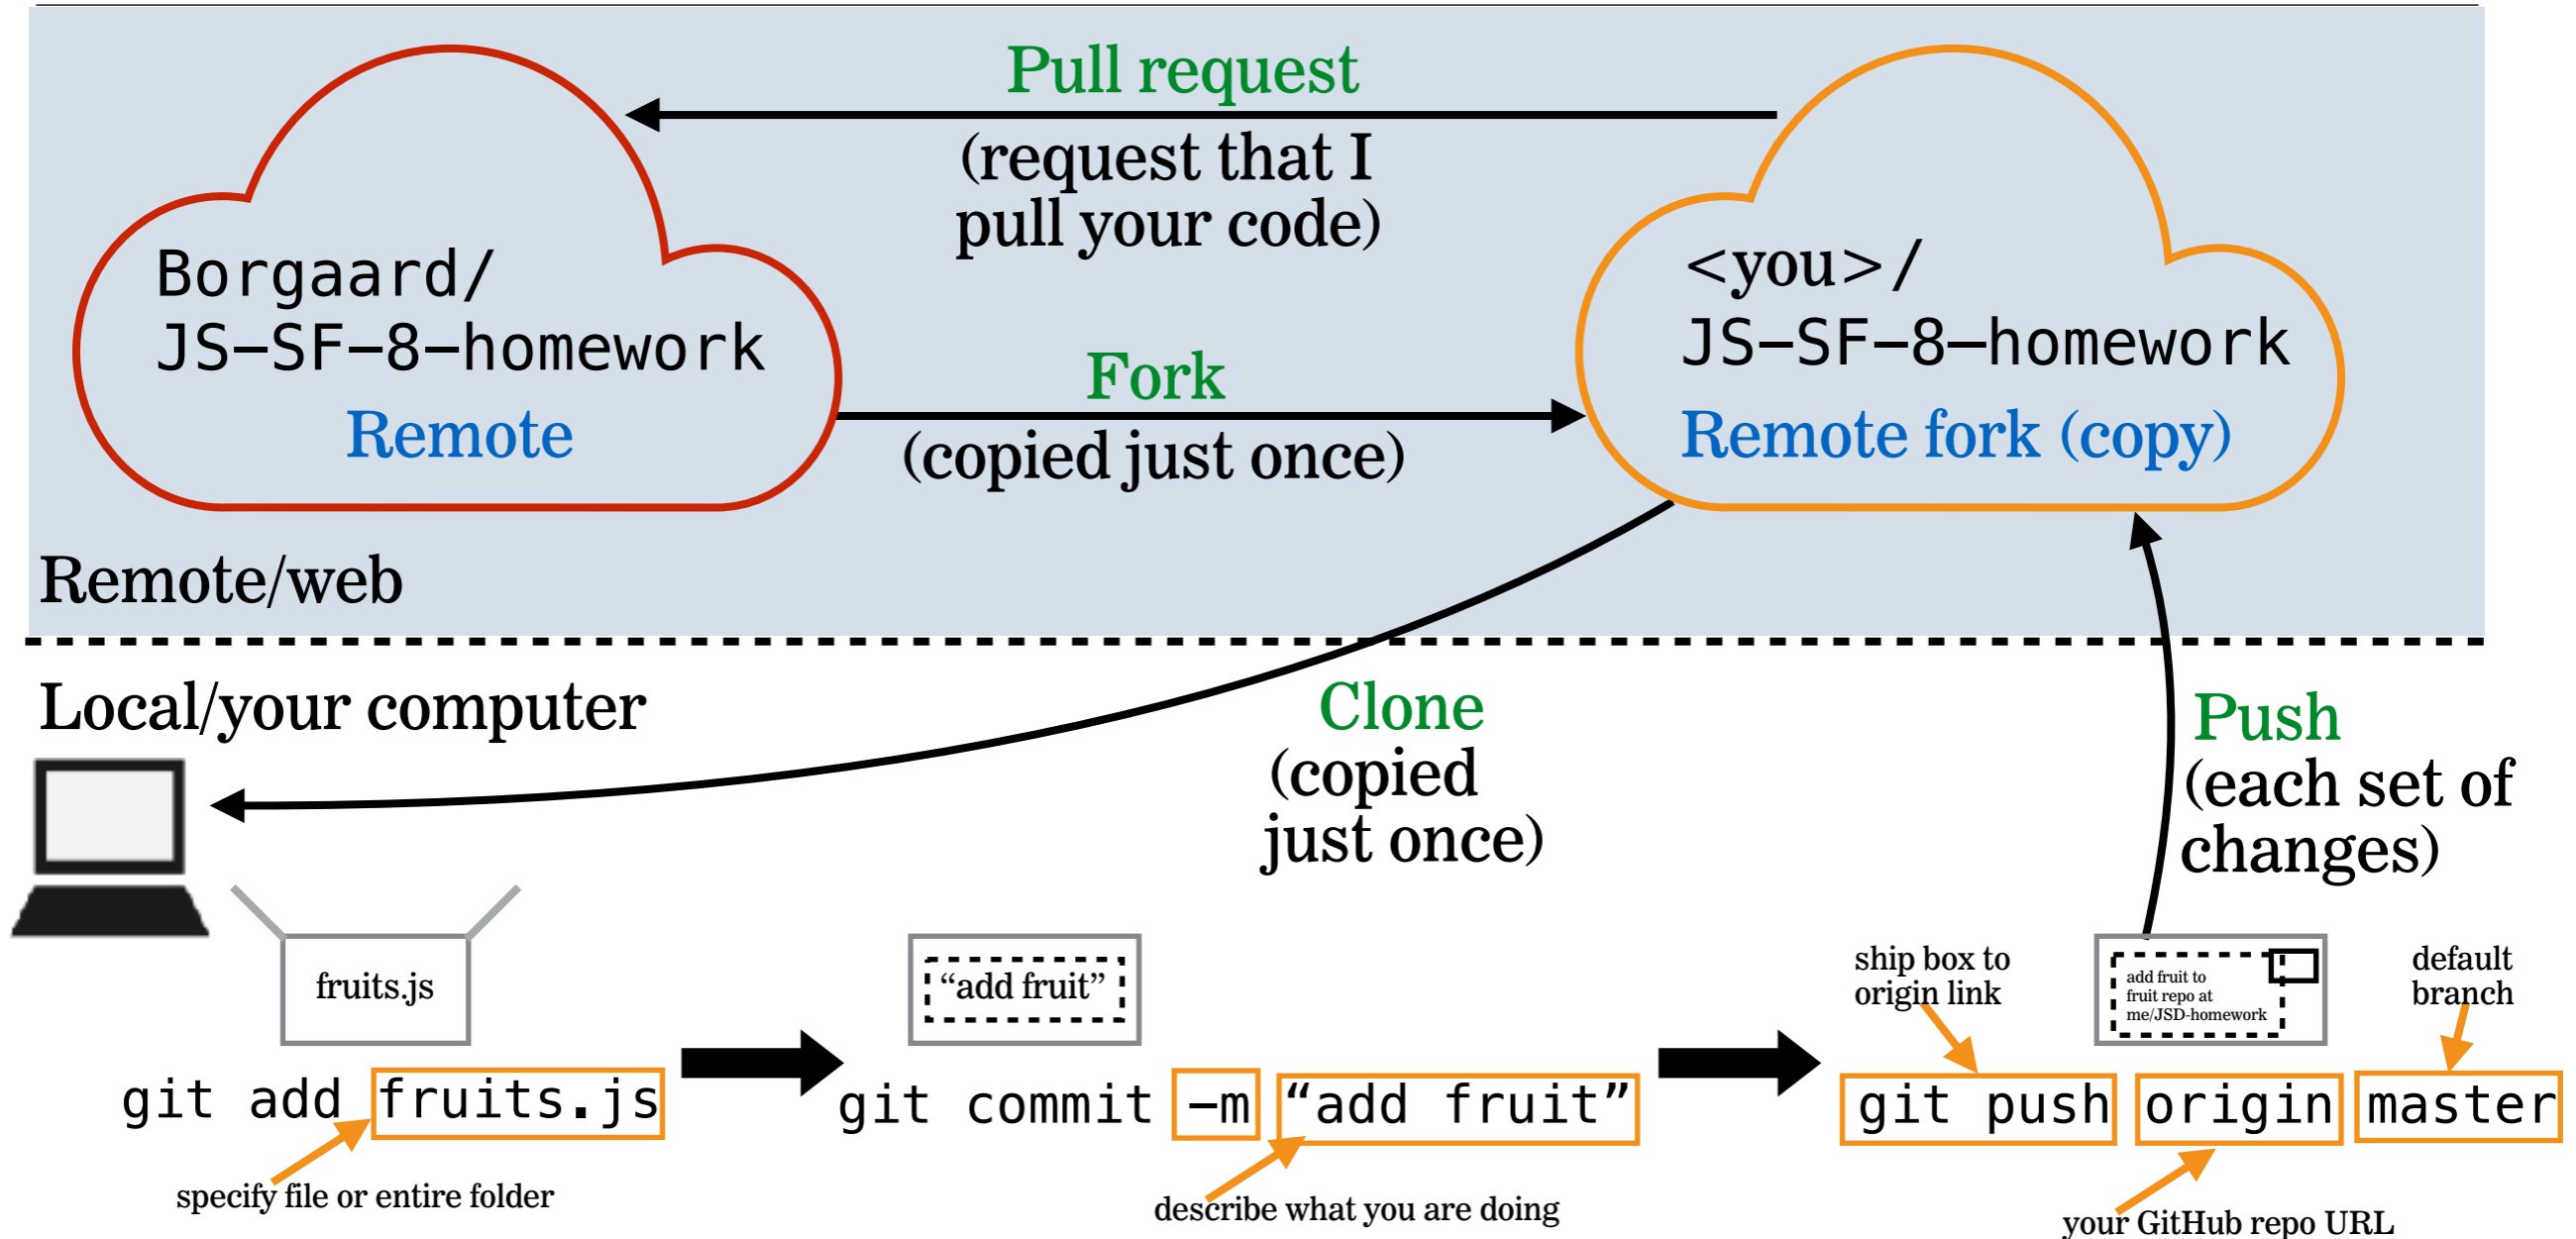 Pull request
(request that I
pull your code)
Borgaard/
JS–SF–8–homework
Remote
Fork
(copied just once)
<you>/
JS–SF–8–homework
Remote fork (copy)
Remote/web
Local/your computer
Clone
(copied
just once)
Push
(each set of
changes)
fruits.js
“add fruit”
ship box to
origin link
add fruit to
fruit repo at
me/JSD-homework
default
branch
git add fruits.js
git commit –m “add fruit”
git push origin master
specify file or entire folder
describe what you are doing
your GitHub repo URL